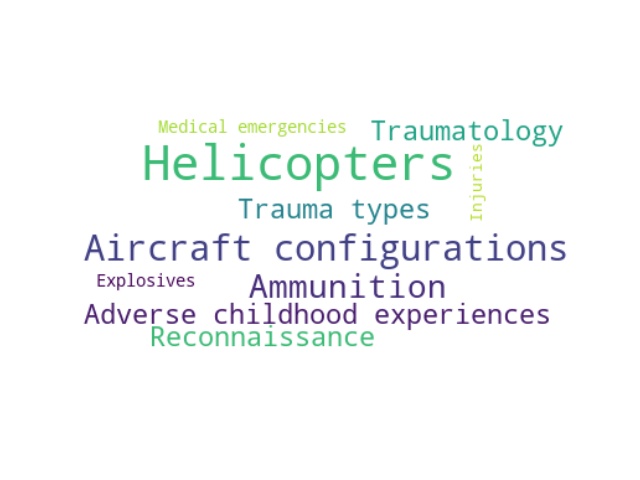 Medical emergencies
Traumatology
Helicopters
Injuries
Trauma types
Aircraft configurations
Explosives
Ammunition
Adverse childhood experiences
Reconnaissance